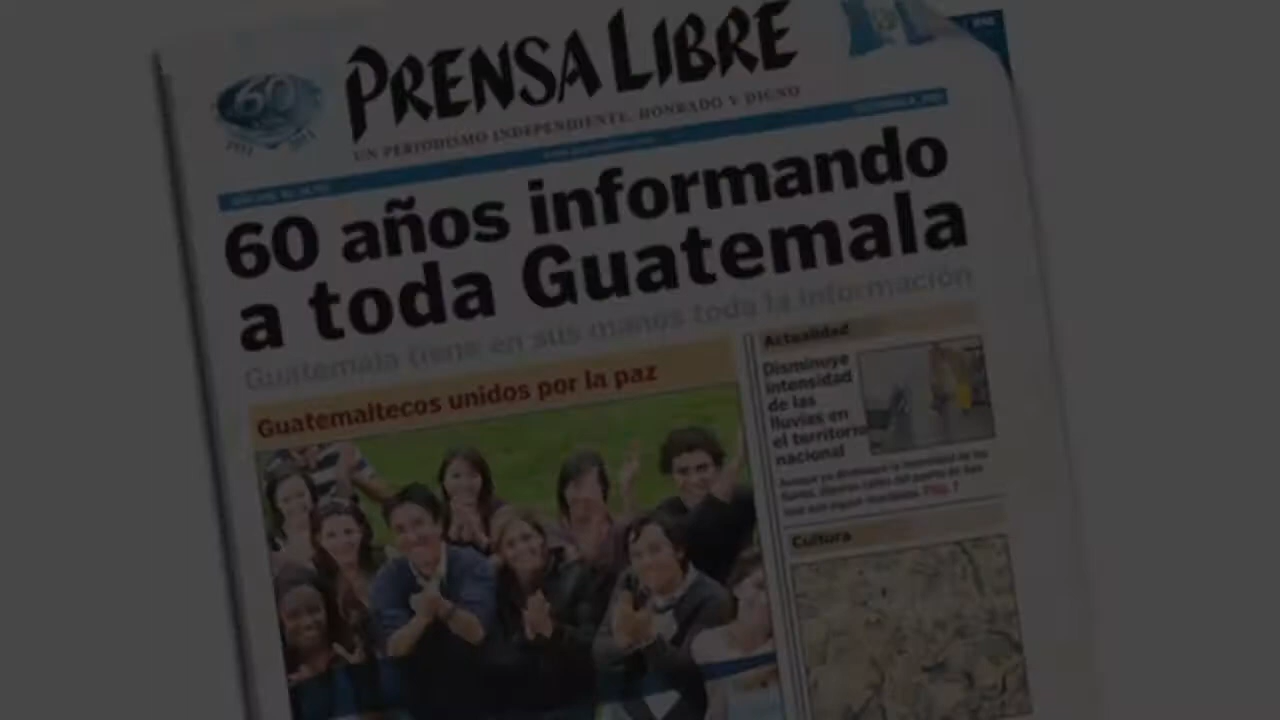 60
PRENSA LIBRE
UN PERIODISMO INDEPENDIENTE, HONRADO Y DIGNO
60 años informando
a toda Guatemala
Guatemala tiene en sus manos toda la información
Guatemaltecos unidos por la paz
Actualidad
Disminuye
intensidad
de las
lluvias en
el territorio
nacional
Cultura